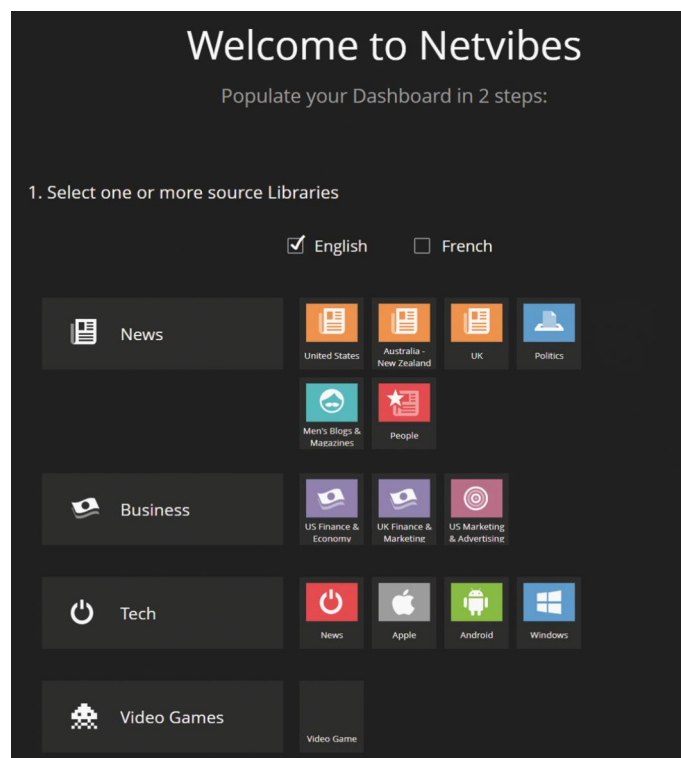 Welcome to Netvibes
Populate your Dashboard in 2 steps:
1. Select one or more source Libraries
English French
News
United States
Australia -
New Zealand
UK
Politics
Men's Blogs &
Magazines
People
Business
US Finance &
Economy
UK Finance &
Marketing
US Marketing
& Advertising
Tech
News
Apple
Android
Windows
Video Games
Video Game